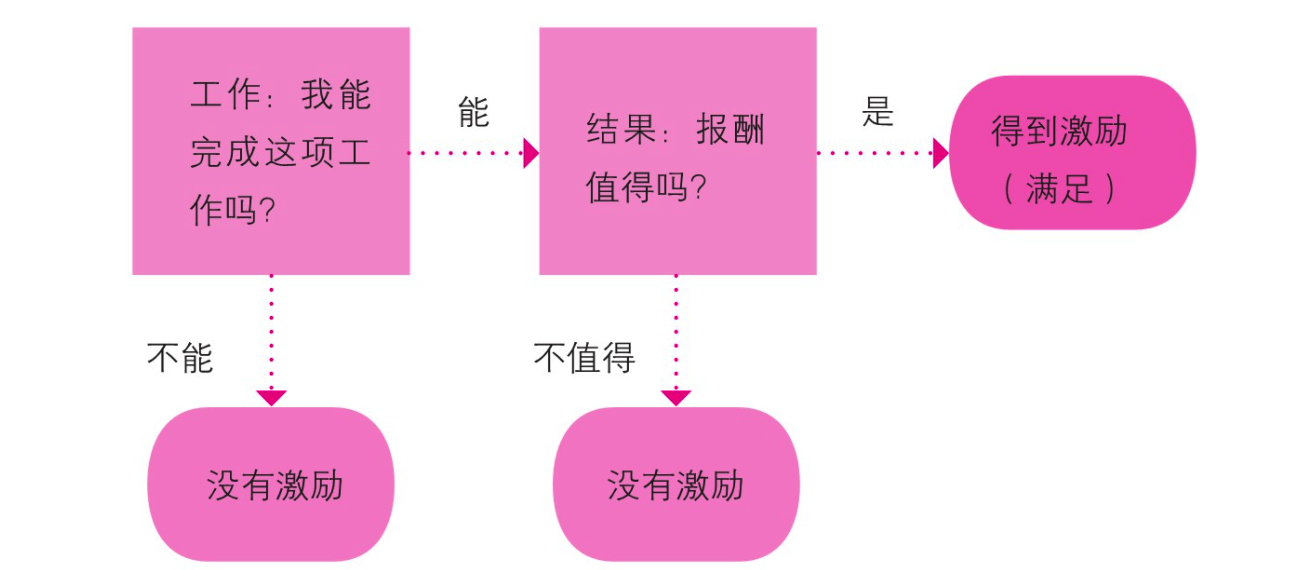 工作：我能
完成这项工
作吗？
能
结果：报酬
值得吗？
是
得到激励
（满足）
不能
不值得
没有激励
没有激励